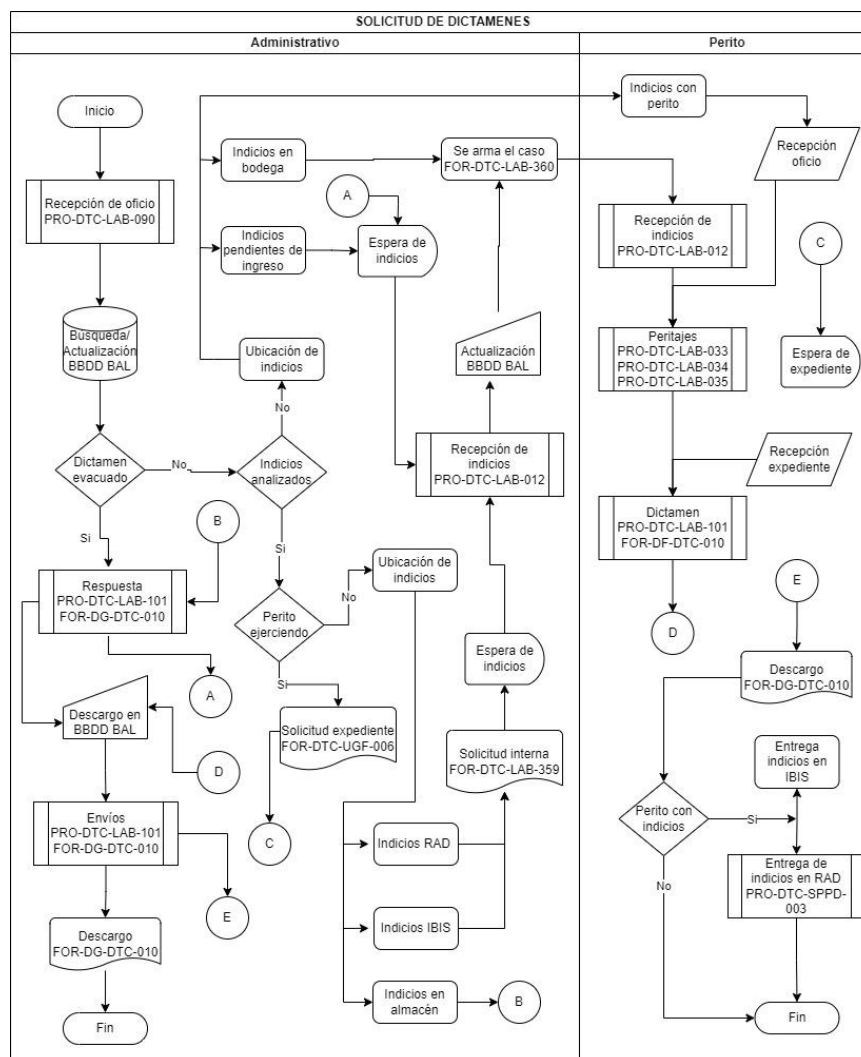 SOLICITUD DE DICTAMENES
Administrativo
Perito
Inicio
Recepción de oficio
PRO-DTC-LAB-090
Búsqueda/
Actualización
BBDD BAL
Dictamen
evacuado
No
Si
Indicios
analizados
No
Si
Ubicación de
indicios
Indicios en
bodega
Indicios
pendientes de
ingreso
A
Espera de
indicios
Se arma el caso
FOR-DTC-LAB-360
Actualización
BBDD BAL
Recepción de
indicios
PRO-DTC-LAB-012
B
Respuesta
PRO-DTC-LAB-101
FOR-DG-DTC-010
A
Perito
ejerciendo
No
Si
Ubicación de
indicios
Espera de
indicios
Solicitud interna
FOR-DTC-LAB-359
Solicitud expediente
FOR-DTC-UGF-006
C
Descargo en
BBDD BAL
D
Envíos
PRO-DTC-LAB-101
FOR-DG-DTC-010
E
Descargo
FOR-DG-DTC-010
Fin
Indicios RAD
Indicios IBIS
Indicios en
almacén
B
Indicios con
perito
Recepción
oficio
Recepción de
indicios
PRO-DTC-LAB-012
C
Espera de
expediente
Peritajes
PRO-DTC-LAB-033
PRO-DTC-LAB-034
PRO-DTC-LAB-035
Recepción
expediente
Dictamen
PRO-DTC-LAB-101
FOR-DF-DTC-010
D
E
Descargo
FOR-DG-DTC-010
Perito con
indicios
Si
No
Entrega
indicios en
IBIS
Entrega de
indicios en RAD
PRO-DTC-SPPD-
003
Fin